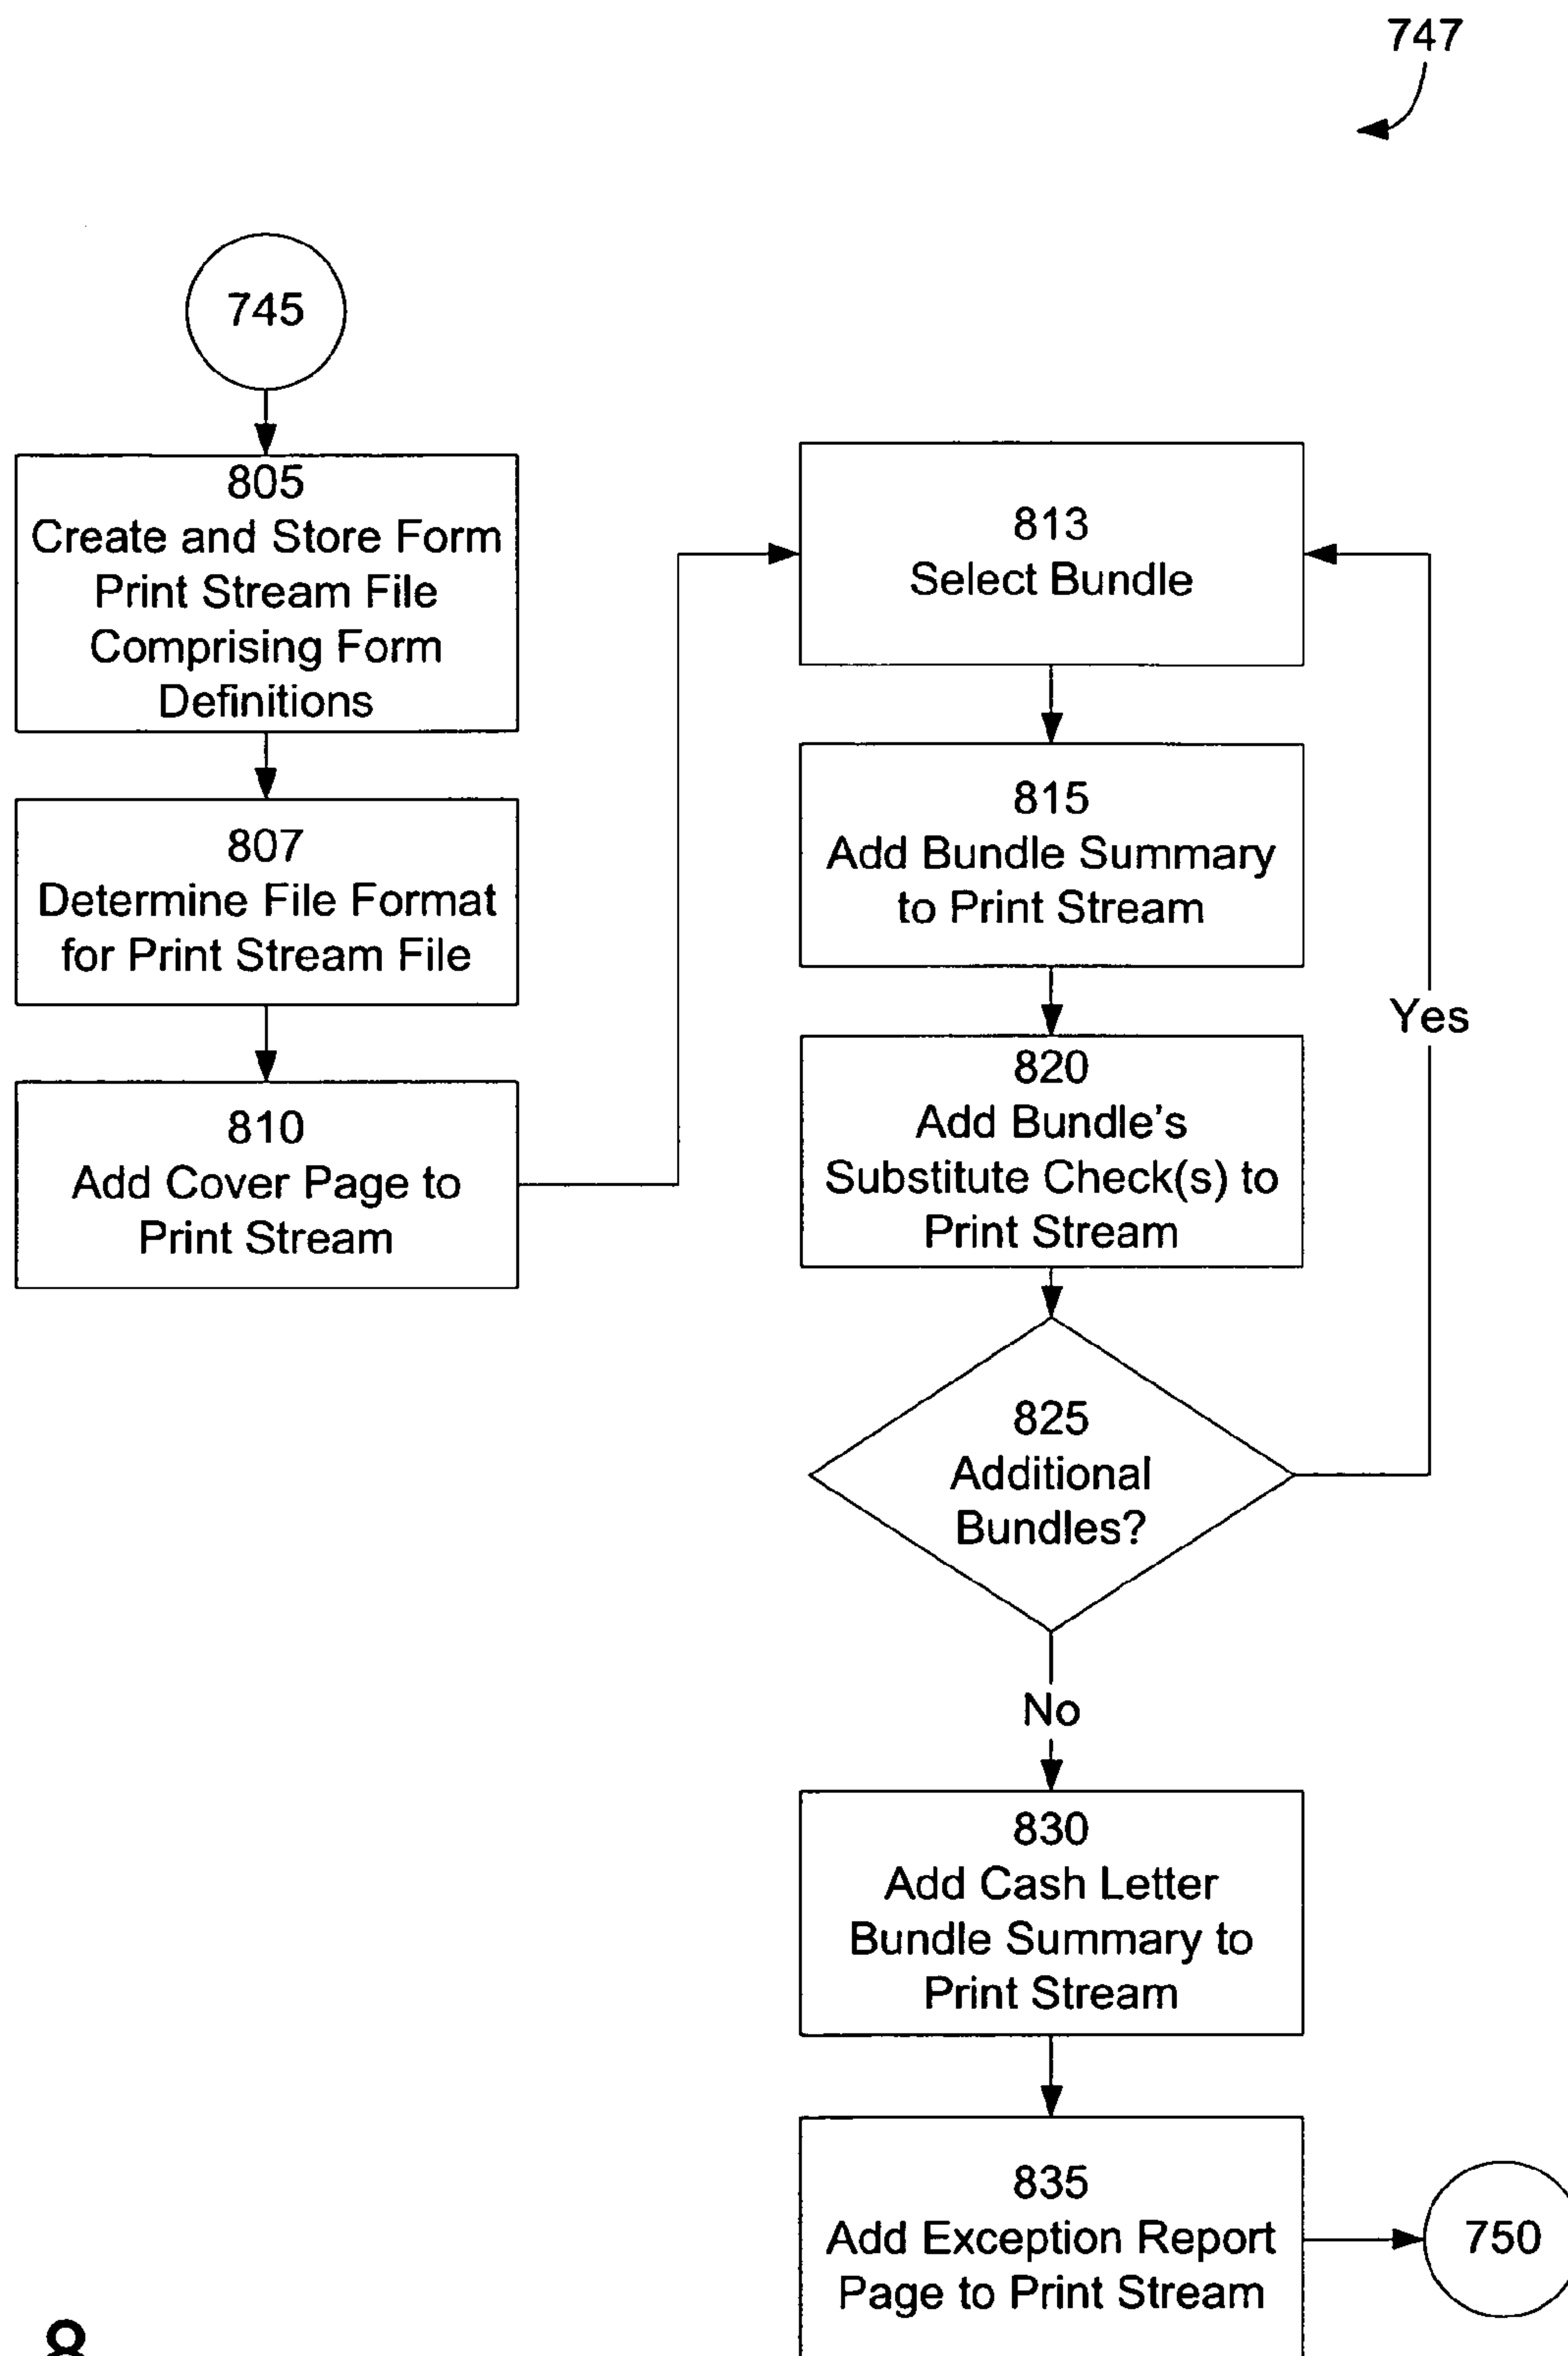 747
745
805
Create and Store Form
Print Stream File
Comprising Form
Definitions
807
Determine File Format
for Print Stream File
810
Add Cover Page to
Print Stream
813
Select Bundle
815
Add Bundle Summary
to Print Stream
820
Add Bundle's
Substitute Check(s) to
Print Stream
825
Additional
Bundles?
Yes
No
830
Add Cash Letter
Bundle Summary to
Print Stream
835
Add Exception Report
Page to Print Stream
750
8